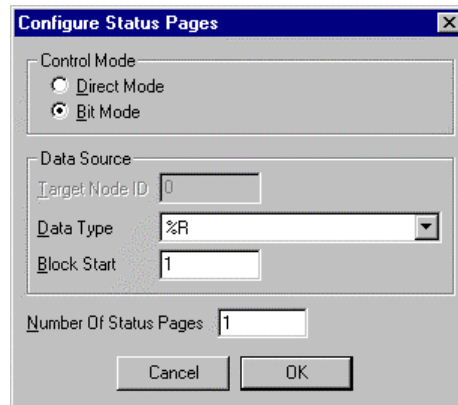 Configure Status Pages
Control Mode
Direct Mode
Bit Mode
Data Source
Target Node ID 0
Data Type %R
Block Start 1
Number Of Status Pages 1
Cancel OK